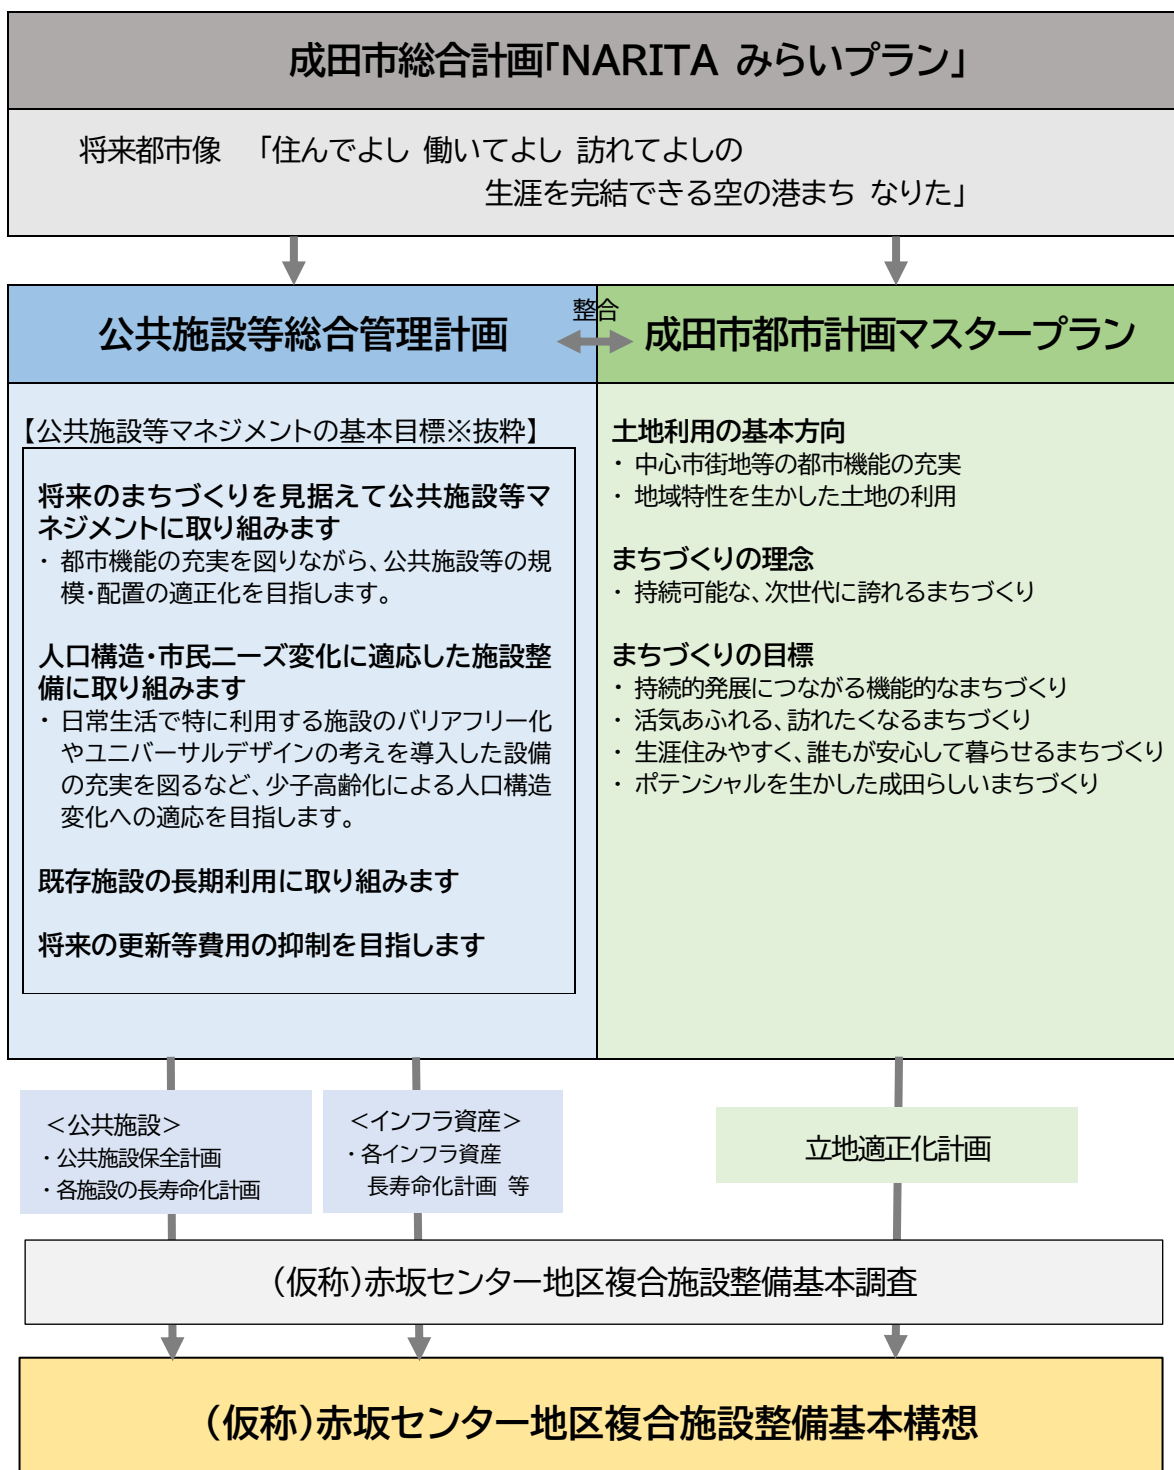 成田市総合計画「NARITA みらいプラン」
将来都市像 「住んでよし 働いてよし 訪れてよしの
生涯を完結できる空の港まち なりた」
公共施設等総合管理計画
整合
成田市都市計画マスタープラン
【公共施設等マネジメントの基本目標※抜粋】
将来のまちづくりを見据えて公共施設等マ
ネジメントに取り組みます
・ 都市機能の充実を図りながら、公共施設等の規
模・配置の適正化を目指します。
人口構造・市民ニーズ変化に適応した施設整
備に取り組みます
・ 日常生活で特に利用する施設のバリアフリー化
やユニバーサルデザインの考えを導入した設備
の充実を図るなど、少子高齢化による人口構造
変化への適応を目指します。
既存施設の長期利用に取り組みます
将来の更新等費用の抑制を目指します
土地利用の基本方向
・ 中心市街地等の都市機能の充実
・ 地域特性を生かした土地の利用
まちづくりの理念
・ 持続可能な、次世代に誇れるまちづくり
まちづくりの目標
・ 持続的発展につながる機能的なまちづくり
・ 活気あふれる、訪れたくなるまちづくり
・ 生涯住みやすく、誰もが安心して暮らせるまちづくり
・ ポテンシャルを生かした成田らしいまちづくり
＜公共施設＞
・公共施設保全計画
・各施設の長寿命化計画
＜インフラ資産＞
・各インフラ資産
長寿命化計画 等
立地適正化計画
（仮称）赤坂センター地区複合施設整備基本調査
（仮称）赤坂センター地区複合施設整備基本構想